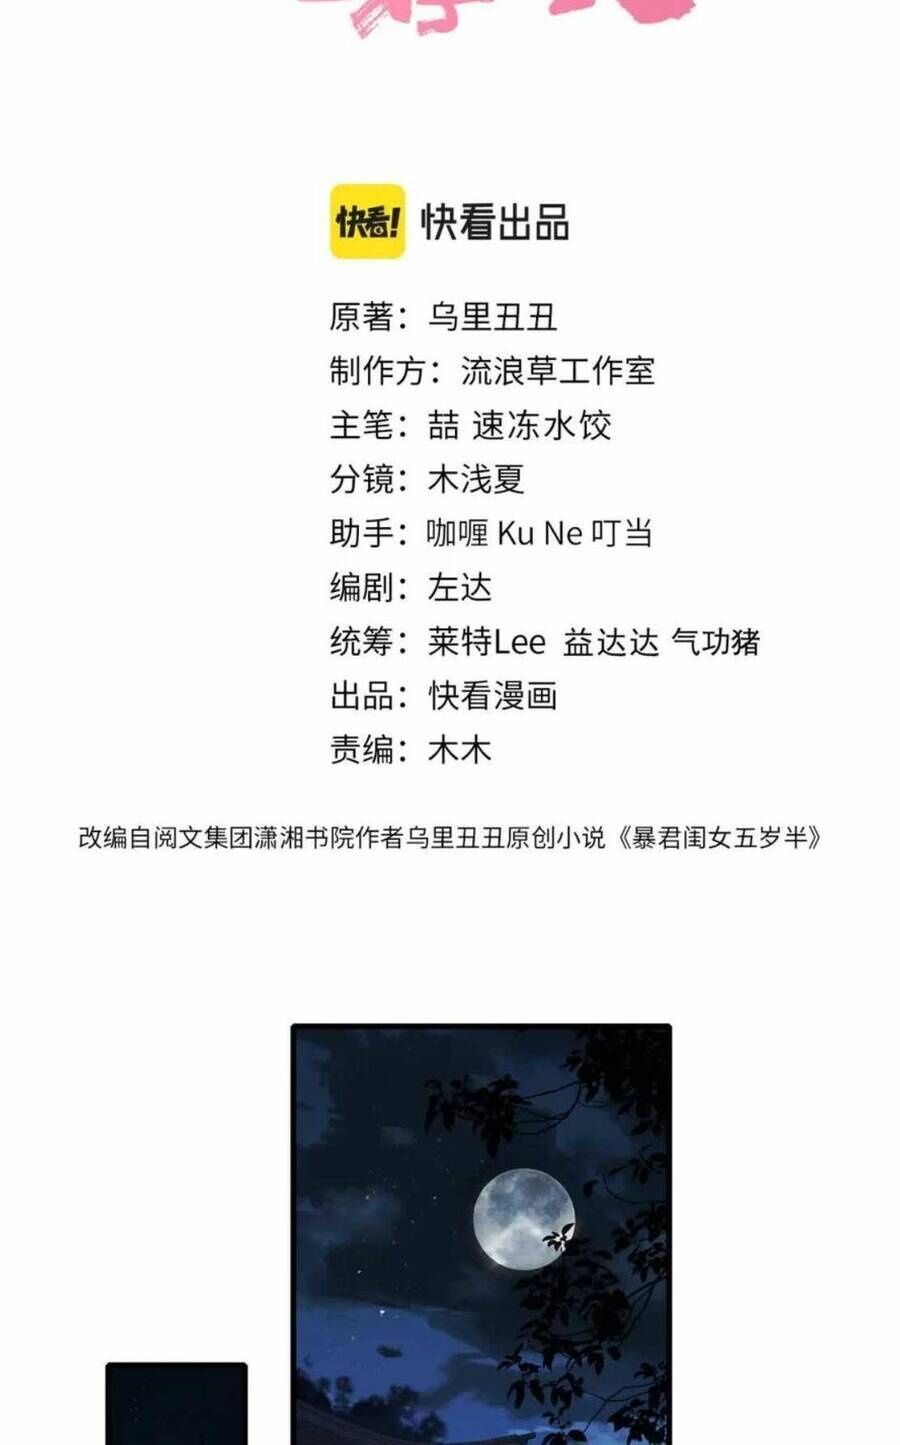 快看! 快看出品
原著：乌里丑丑
制作方：流浪草工作室
主笔：喆 速冻水饺
分镜：木浅夏
助手：咖喱 Ku Ne 叮当
编剧：左达
统筹：莱特Lee 益达达 气功猪
出品：快看漫画
责编：木木
改编自阅文集团潇湘书院作者乌里丑丑原创小说《暴君闺女五岁半》